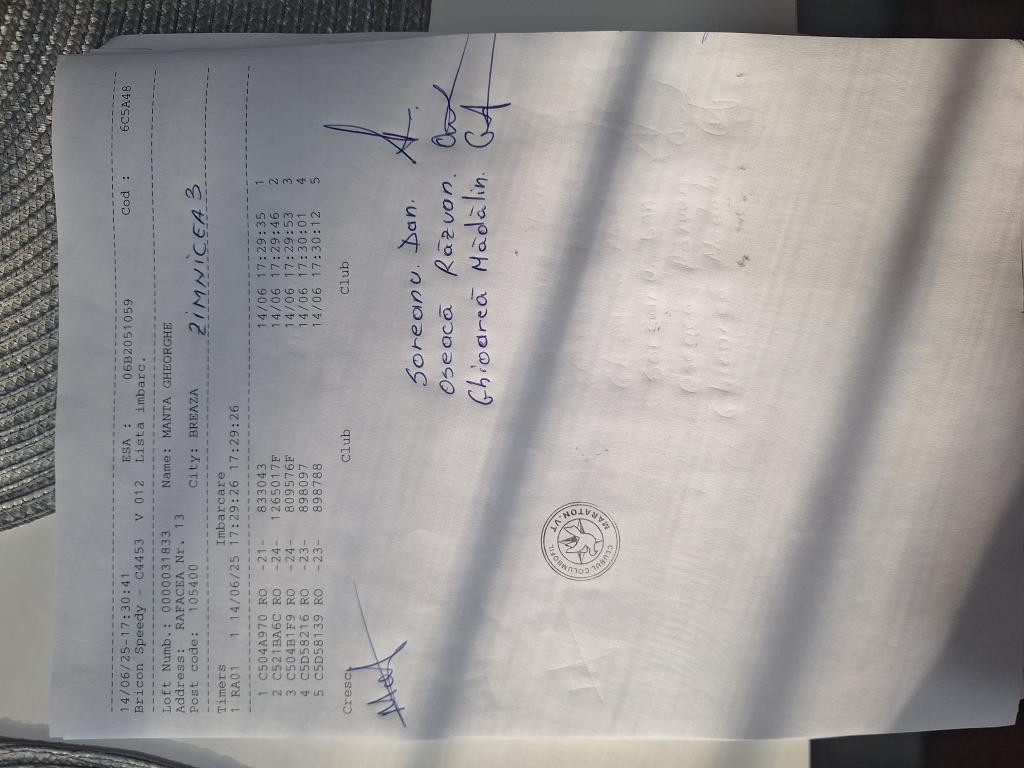 14/06/25-17:30:41 ESA : 06B2051059 Cod : 6C5A48
Bricon Speedy - C4453 V 012 Lista imbarc.
Loft Numb.: 0000031833 Name: MANTA GHEORGHE
Address: RAFACEA Nr. 13
Post code: 105400 City: BREAZA ZIMNICEA 3
Timers Imbarcare
1 RA01 1 14/06/25 17:29:26 17:29:26
1 C504A970 RO -21- 833043 14/06 17:29:35 1
2 C521BA6C RO -24- 1265017F 14/06 17:29:46 2
3 C504B1F9 RO -24- 809576F 14/06 17:29:53 3
4 C5D58216 RO -23- 898097 14/06 17:30:01 4
5 C5D58139 RO -23- 898788 14/06 17:30:12 5
Cresc Club Club
Soreanu. Dan.
Oseacă Răzvan.
Ghioareă Mădălin.
CLUBUL COLUMBOFIL
MARATON.VT